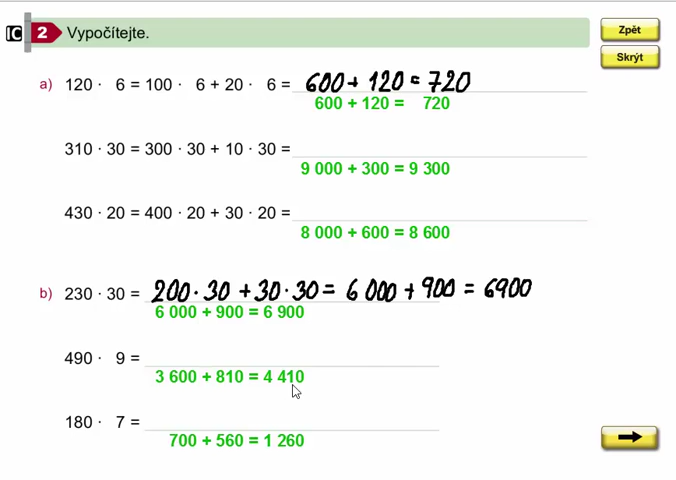 IC 2 Vypočítejte. Zpět
Skrýt
a) 120 · 6 = 100 · 6 + 20 · 6 = 600 + 120 = 720
600 + 120 = 720
310 · 30 = 300 · 30 + 10 · 30 =
9 000 + 300 = 9 300
430 · 20 = 400 · 20 + 30 · 20 =
8 000 + 600 = 8 600
b) 230 · 30 = 200 · 30 + 30 · 30 = 6 000 + 900 = 6900
6 000 + 900 = 6 900
490 · 9 =
3 600 + 810 = 4 410
180 · 7 =
700 + 560 = 1 260